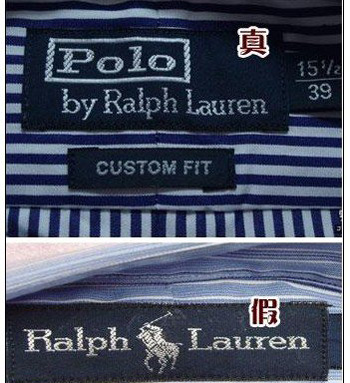 真
Polo
15½
by Ralph Lauren
39
CUSTOM FIT
假
Ralph Lauren